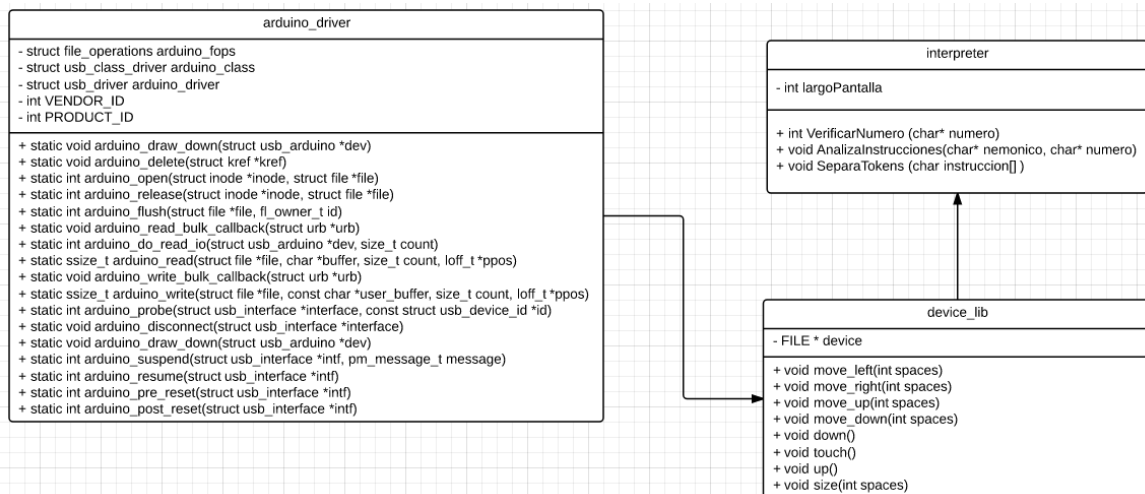 arduino_driver
- struct file_operations arduino_fops
- struct usb_class_driver arduino_class
- struct usb_driver arduino_driver
- int VENDOR_ID
- int PRODUCT_ID
+ static void arduino_draw_down(struct usb_arduino *dev)
+ static void arduino_delete(struct kref *kref)
+ static int arduino_open(struct inode *inode, struct file *file)
+ static int arduino_release(struct inode *inode, struct file *file)
+ static int arduino_flush(struct file *file, fl_owner_t id)
+ static void arduino_read_bulk_callback(struct urb *urb)
+ static int arduino_do_read_io(struct usb_arduino *dev, size_t count)
+ static ssize_t arduino_read(struct file *file, char *buffer, size_t count, loff_t *ppos)
+ static void arduino_write_bulk_callback(struct urb *urb)
+ static ssize_t arduino_write(struct file *file, const char *user_buffer, size_t count, loff_t *ppos)
+ static int arduino_probe(struct usb_interface *interface, const struct usb_device_id *id)
+ static void arduino_disconnect(struct usb_interface *interface)
+ static void arduino_draw_down(struct usb_arduino *dev)
+ static int arduino_suspend(struct usb_interface *intf, pm_message_t message)
+ static int arduino_resume(struct usb_interface *intf)
+ static int arduino_pre_reset(struct usb_interface *intf)
+ static int arduino_post_reset(struct usb_interface *intf)
interpreter
- int largoPantalla
+ int VerificarNumero (char* numero)
+ void AnalizaInstrucciones(char* nemonico, char* numero)
+ void SeparaTokens (char instruccion[] )
device_lib
- FILE * device
+ void move_left(int spaces)
+ void move_right(int spaces)
+ void move_up(int spaces)
+ void move_down(int spaces)
+ void down()
+ void touch()
+ void up()
+ void size(int spaces)